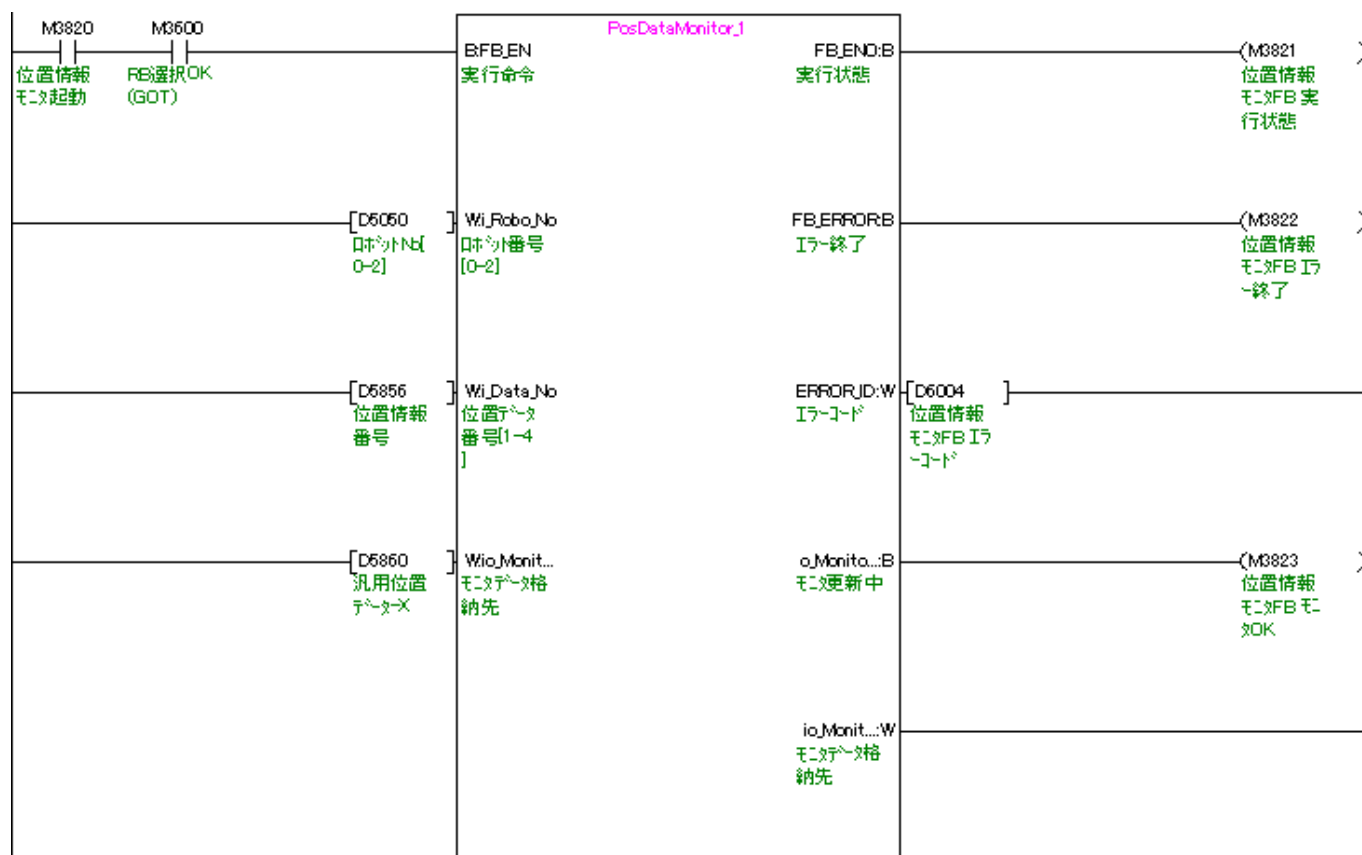 PosDataMonitor_1
M3820
位置情報
モニタ起動
M3600
RB選択OK
(GOT)
B:FB_EN
実行命令
FB_ENO:B
実行状態
(M3821
位置情報
モニタFB 実
行状態
[D5050 ]
ロボットNo[
0-2]
W:i_Robo_No
ロボット番号
[0-2]
FB_ERROR:B
エラー終了
(M3822
位置情報
モニタFB エラ
ー終了
[D5856 ]
位置情報
番号
W:i_Data_No
位置データ
番号[1-4
]
ERROR_ID:W
エラーコード
[D6004 ]
位置情報
モニタFB エラ
ーコード
[D5860 ]
汎用位置
データーX
W:io_Monit...
モニタデータ格
納先
o_Monito...:B
モニタ更新中
(M3823
位置情報
モニタFB モニ
タOK
io_Monit...:W
モニタデータ格
納先